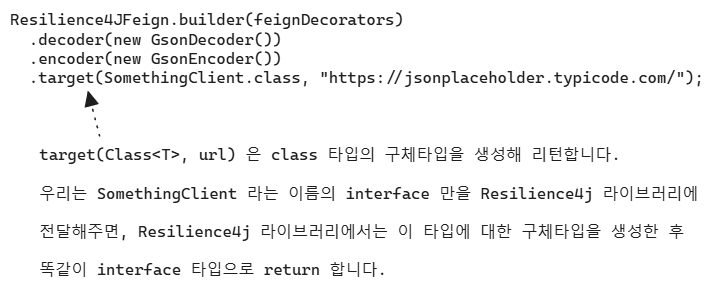 Resilience4JFeign.builder(feignDecorators)
.decoder(new GsonDecoder())
.encoder(new GsonEncoder())
.target(SomethingClient.class, "https://jsonplaceholder.typicode.com/");
target(Class<T>, url) 은 class 타입의 구체타입을 생성해 리턴합니다.
우리는 SomethingClient 라는 이름의 interface 만을 Resilience4j 라이브러리에
전달해주면, Resilience4j 라이브러리에서는 이 타입에 대한 구체타입을 생성한 후
똑같이 interface 타입으로 return 합니다.